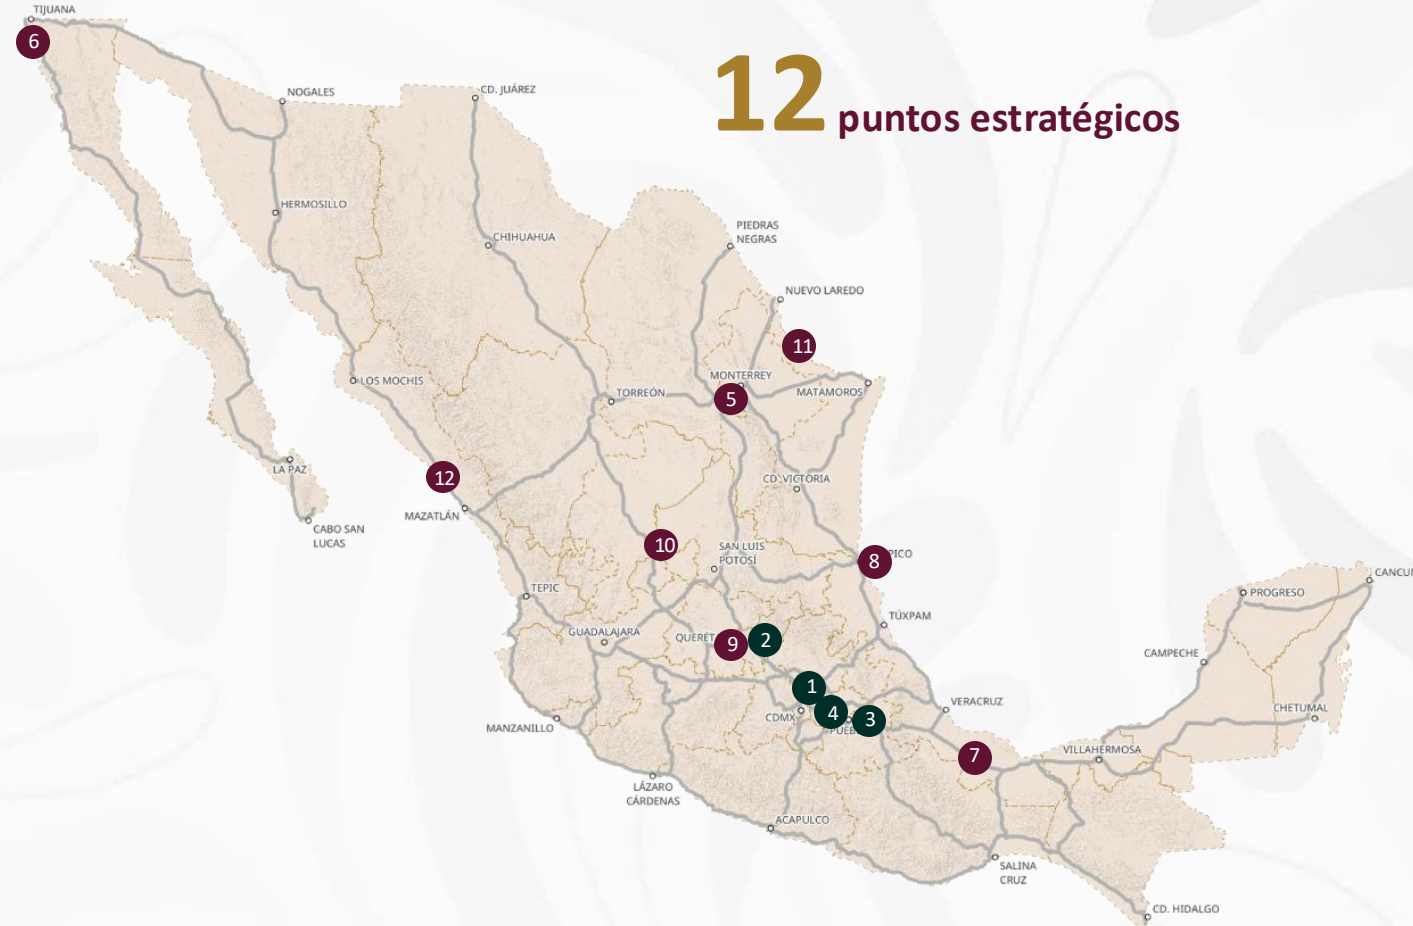 TIJUANA
6
12 puntos estratégicos
NOGALES
CD. JUÁREZ
HERMOSILLO
CHIHUAHUA
PIEDRAS
NEGRAS
NUEVO LAREDO
11
LOS MOCHIS
TORREÓN
MONTERREY
5
MATAMOROS
LA PAZ
12
CD. VICTORIA
MAZATLÁN
CABO SAN
LUCAS
10
SAN LUIS
POTOSÍ
8
PICO
TEPIC
TÚXPAM
PROGRESO
CANCUN
GUADALAJARA
QUERÉT
9
2
CAMPECHE
1
MANZANILLO
CDMX
4
3
PUEB
VERACRUZ
CHETUMAL
7
VILLAHERMOSA
LÁZARO
CÁRDENAS
ACAPULCO
SALINA
CRUZ
CD. HIDALGO